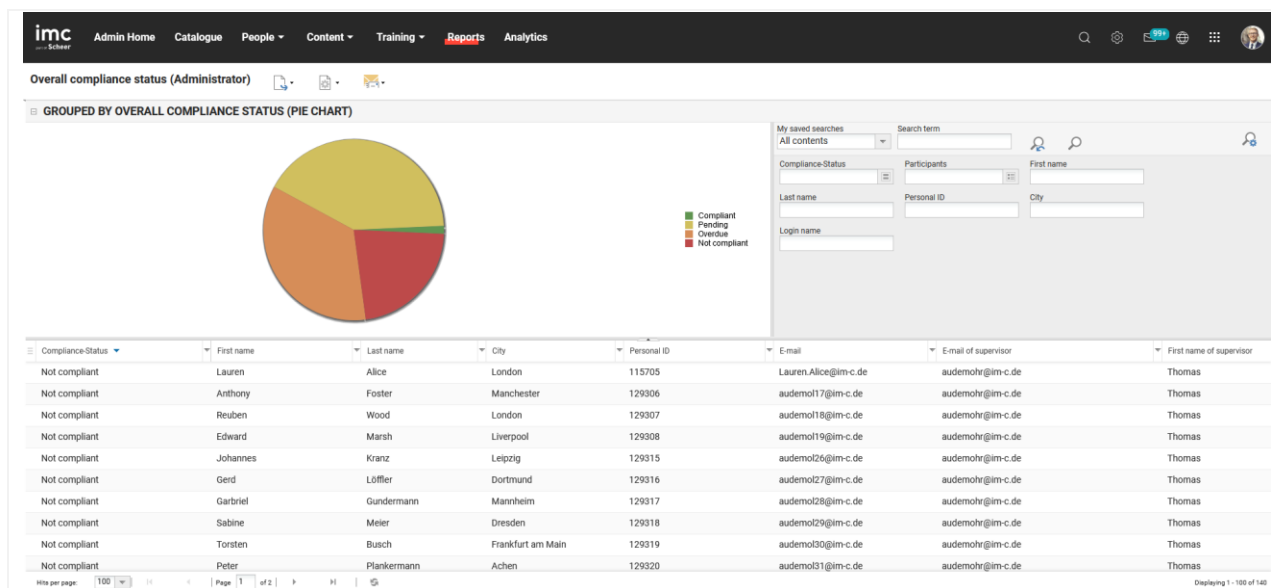 imc
Scheer
Admin Home Catalogue People Content Training Reports Analytics
99+
Overall compliance status (Administrator)
GROUPED BY OVERALL COMPLIANCE STATUS (PIE CHART)
My saved searches Search term
All contents
Compliance-Status Participants First name
Last name Personal ID City
Login name
Compliant
Pending
Overdue
Not compliant
Compliance-Status First name Last name City Personal ID E-mail E-mail of supervisor First name of supervisor
Not compliant Lauren Alice London 115705 Lauren.Alice@im-c.de audemohr@im-c.de Thomas
Not compliant Anthony Foster Manchester 129306 audemol17@im-c.de audemohr@im-c.de Thomas
Not compliant Reuben Wood London 129307 audemol18@im-c.de audemohr@im-c.de Thomas
Not compliant Edward Marsh Liverpool 129308 audemol19@im-c.de audemohr@im-c.de Thomas
Not compliant Johannes Kranz Leipzig 129315 audemol26@im-c.de audemohr@im-c.de Thomas
Not compliant Gerd Löffler Dortmund 129316 audemol27@im-c.de audemohr@im-c.de Thomas
Not compliant Garbriel Gundermann Mannheim 129317 audemol28@im-c.de audemohr@im-c.de Thomas
Not compliant Sabine Meier Dresden 129318 audemol29@im-c.de audemohr@im-c.de Thomas
Not compliant Torsten Busch Frankfurt am Main 129319 audemol30@im-c.de audemohr@im-c.de Thomas
Not compliant Peter Plankermann Achen 129320 audemol31@im-c.de audemohr@im-c.de Thomas
Hits per page: 100 Page 1 of 2 Displaying 1 - 100 of 140